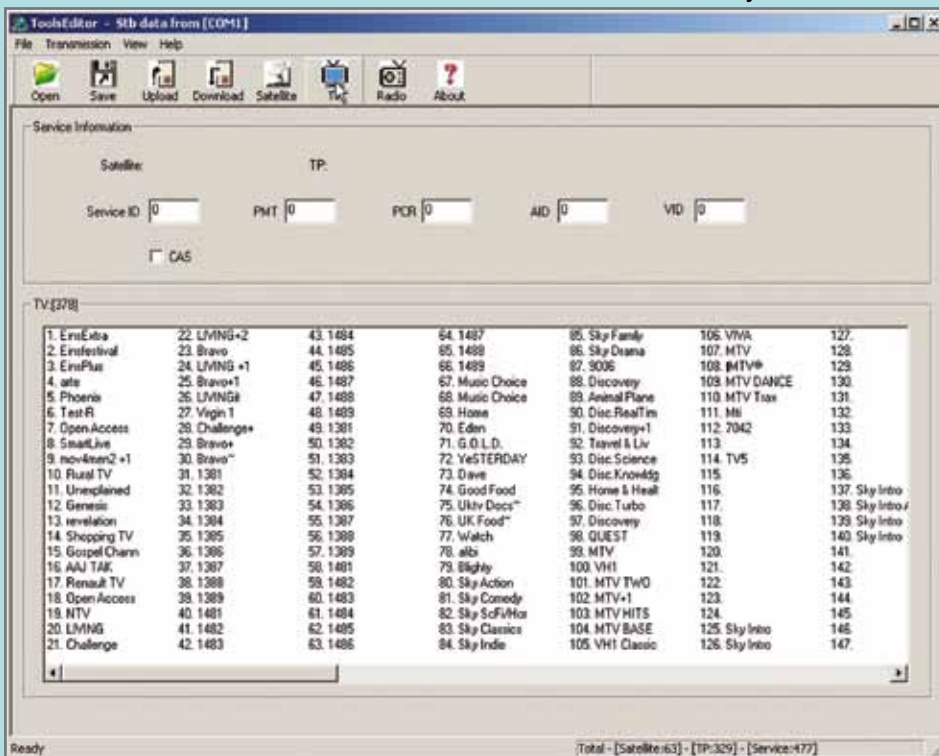 ToolsEditor - Stb data from [COM1]
File Transmission View Help
Open Save Upload Download Satellite TV Radio About
Service Information
Satellite: TP:
Service ID 0 PMT 0 PCR 0 AID 0 VID 0
CAS
TV:[378]
1. EinsExtra
2. Einsfestival
3. EinsPlus
4. arte
5. Phoenix
6. Test-R
7. Open Access
8. SmartLive
9. mov4men2 +1
10. Rural TV
11. Unexplained
12. Genesis
13. revelation
14. Shopping TV
15. Gospel Chann
16. AAJ TAK
17. Renault TV
18. Open Access
19. NTV
20. LIVING
21. Challenge
22. LIVING+2
23. Bravo
24. LIVING +1
25. Bravo+1
26. LIVINGit
27. Virgin 1
28. Challenge+
29. Bravo+
30. Bravo~
31. 1381
32. 1382
33. 1383
34. 1384
35. 1385
36. 1386
37. 1387
38. 1388
39. 1389
40. 1481
41. 1482
42. 1483
43. 1484
44. 1485
45. 1486
46. 1487
47. 1488
48. 1489
49. 1381
50. 1382
51. 1383
52. 1384
53. 1385
54. 1386
55. 1387
56. 1388
57. 1389
58. 1481
59. 1482
60. 1483
61. 1484
62. 1485
63. 1486
64. 1487
65. 1488
66. 1489
67. Music Choice
68. Music Choice
69. Home
70. Eden
71. G.O.L.D.
72. YeSTERDAY
73. Dave
74. Good Food
75. Uktv Docs~
76. UK Food~
77. Watch
78. alibi
79. Blighty
80. Sky Action
81. Sky Comedy
82. Sky SciFi/Hor
83. Sky Classics
84. Sky Indie
85. Sky Family
86. Sky Drama
87. 9006
88. Discovery
89. Animal Plane
90. Disc.RealTim
91. Discovery+1
92. Travel & Liv
93. Disc.Science
94. Disc.Knowldg
95. Home & Healt
96. Disc.Turbo
97. Discovery
98. QUEST
99. MTV
100. VH1
101. MTV TWO
102. MTV+1
103. MTV HITS
104. MTV BASE
105. VH1 Classic
106. VIVA
107. MTV
108.
109. MTV DANCE
110. MTV Trax
111. Mti
112. 7042
113.
114. TV5
115.
116.
117.
118.
119.
120.
121.
122.
123.
124.
125. Sky Intro
126. Sky Intro
127.
128.
129.
130.
131.
132.
133.
134.
135.
136.
137. Sky Intro
138. Sky Intro
139. Sky Intro
140. Sky Intro
141.
142.
143.
144.
145.
146.
147.
Ready Total - [Satellite:63] - [TP:329] - [Service:477]